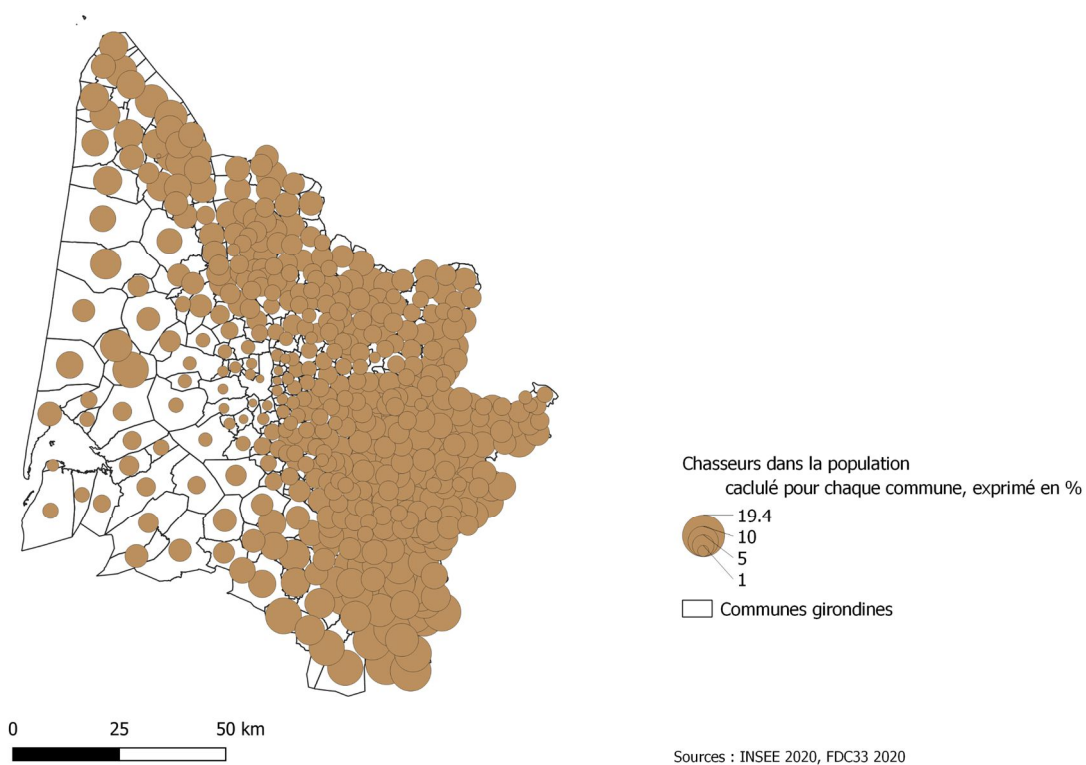 Chasseurs dans la population
caclulé pour chaque commune, exprimé en %
19.4
10
5
1
Communes girondines
0 25 50 km
Sources : INSEE 2020, FDC33 2020